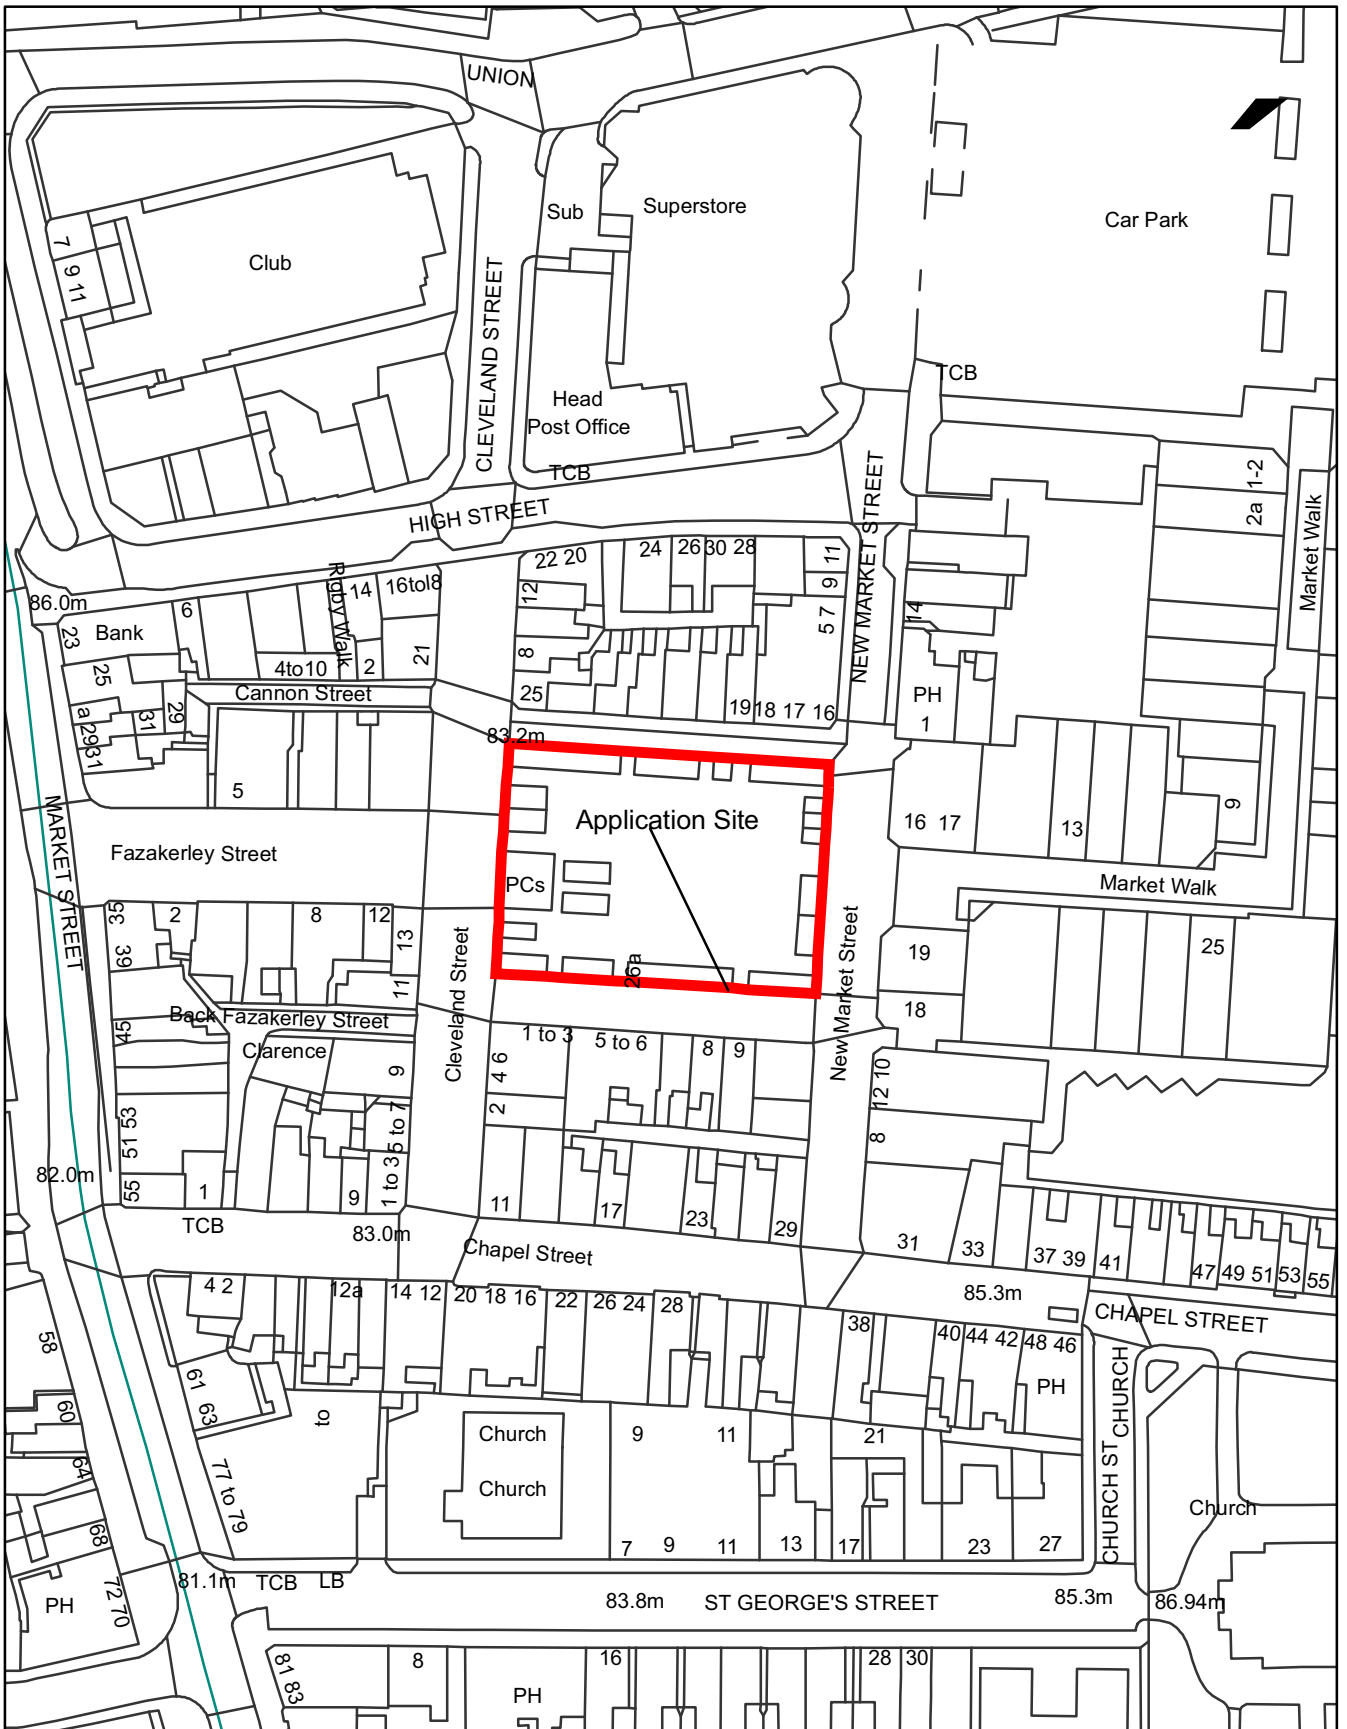 UNION
Sub
Superstore
Car Park
7
9 11
Club
CLEVELAND STREET
Head
Post Office
TCB
TCB
HIGH STREET
NEW MARKET STREET
1-2
2a
Market Walk
22 20
24
26
30
28
11
9
5 7
12
8
25
19
18
17
16
14
PH
1
86.0m
6
Bank
Rigby Walk
14
16to18
4to10
2
21
23
25
a
29
31
31
29
Cannon Street
83.2m
5
Application Site
16
17
13
9
MARKET STREET
Fazakerley Street
PCs
Market Walk
35
39
2
8
12
13
11
Cleveland Street
26a
New Market Street
19
25
18
45
Back Fazakerley Street
Clarence
9
1 to 3
5 to 6
8
9
4 6
2
12 10
8
51 53
5 to 7
1 to 3
82.0m
55
1
9
11
17
23
29
TCB
83.0m
Chapel Street
31
33
37
39
41
47
49
51
53
55
85.3m
CHAPEL STREET
4 2
12a
14
12
20
18
16
22
26
24
28
38
40
44
42
48
46
PH
58
60
64
68
72 70
PH
61
63
to
77 to 79
Church
Church
9
11
21
CHURCH ST
CHURCH
Church
7
9
11
13
17
23
27
81.1m
TCB
LB
83.8m
ST GEORGE'S STREET
85.3m
86.94m
81 83
8
PH
16
28
30